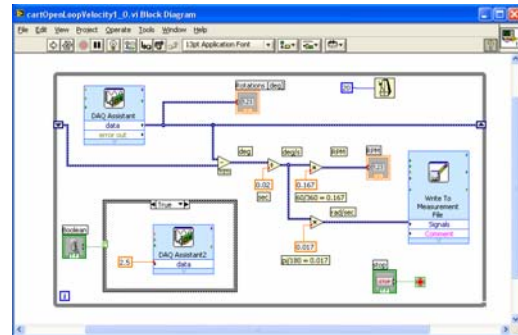 cartOpenLoopVelocity1_0.vi Block Diagram
File Edit View Project Operate Tools Window Help
13pt Application Font
Rotations (deg)
20
DAQ Assistant
data
error out
deg
deg/s
RPM
RPM
0.02
sec
0.167
60/360 = 0.167
Write To
Measurement
File
Signals
Comment
rad/sec
0.017
pi/180 = 0.017
True
Boolean
DAQ Assistant2
data
2.5
stop
i